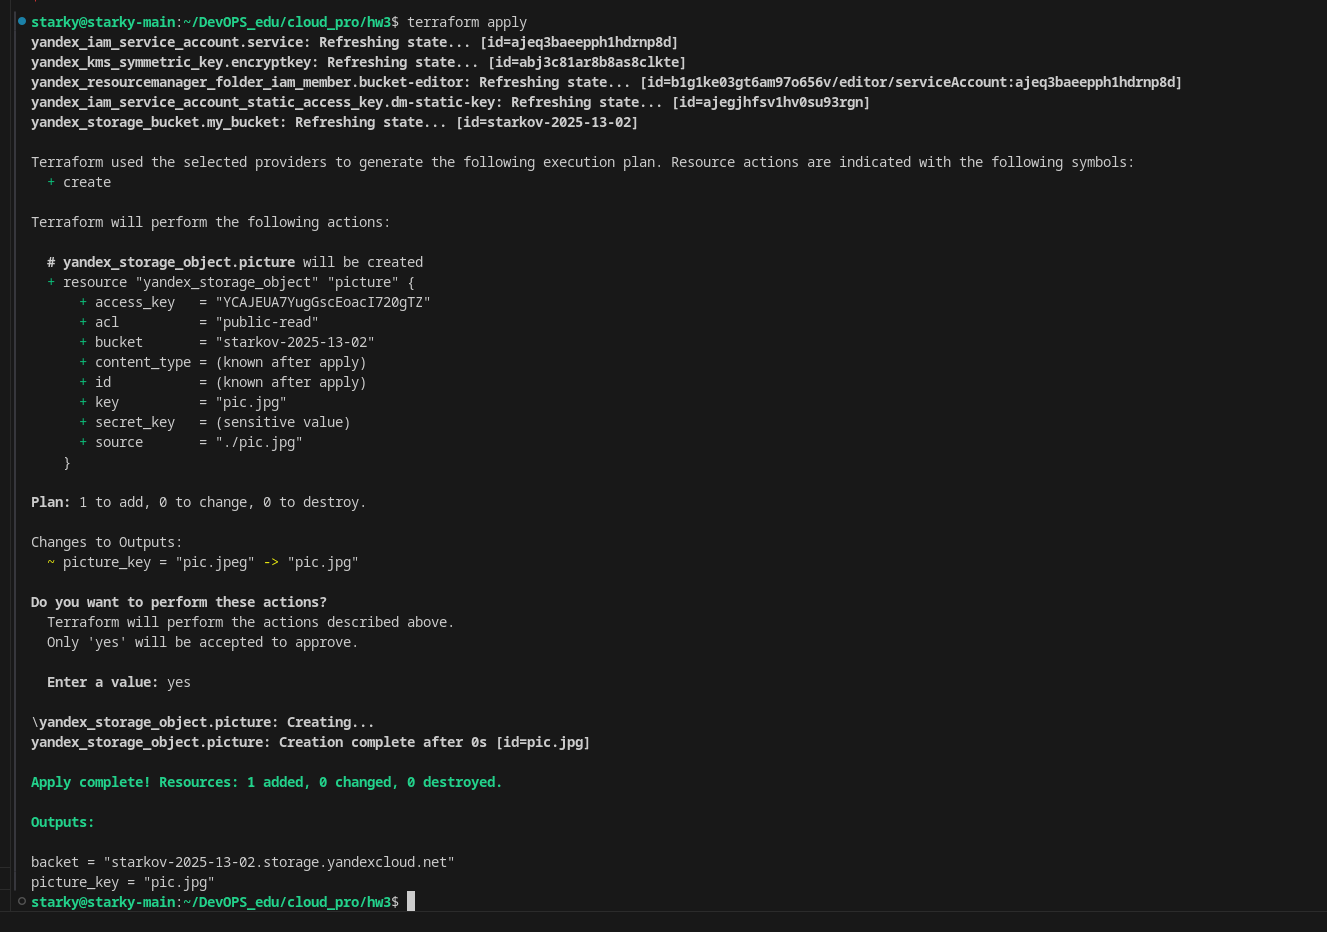 starky@starky-main:~/DevOPS_edu/cloud_pro/hw3$ terraform apply
yandex_iam_service_account.service: Refreshing state... [id=ajeq3baeepph1hdrnp8d]
yandex_kms_symmetric_key.encryptkey: Refreshing state... [id=abj3c81ar8b8as8clkte]
yandex_resourcemanager_folder_iam_member.bucket-editor: Refreshing state... [id=b1g1ke03gt6am97o656v/editor/serviceAccount:ajeq3baeepph1hdrnp8d]
yandex_iam_service_account_static_access_key.dm-static-key: Refreshing state... [id=ajegjhfsv1hv0su93rgn]
yandex_storage_bucket.my_bucket: Refreshing state... [id=starkov-2025-13-02]

Terraform used the selected providers to generate the following execution plan. Resource actions are indicated with the following symbols:
  + create

Terraform will perform the following actions:

  # yandex_storage_object.picture will be created
  + resource "yandex_storage_object" "picture" {
      + access_key   = "YCAJEUA7YugGscEoacI720gTZ"
      + acl          = "public-read"
      + bucket       = "starkov-2025-13-02"
      + content_type = (known after apply)
      + id           = (known after apply)
      + key          = "pic.jpg"
      + secret_key   = (sensitive value)
      + source       = "./pic.jpg"
    }

Plan: 1 to add, 0 to change, 0 to destroy.

Changes to Outputs:
  ~ picture_key = "pic.jpeg" -> "pic.jpg"

Do you want to perform these actions?
  Terraform will perform the actions described above.
  Only 'yes' will be accepted to approve.

  Enter a value: yes

\yandex_storage_object.picture: Creating...
yandex_storage_object.picture: Creation complete after 0s [id=pic.jpg]

Apply complete! Resources: 1 added, 0 changed, 0 destroyed.

Outputs:

backet = "starkov-2025-13-02.storage.yandexcloud.net"
picture_key = "pic.jpg"
starky@starky-main:~/DevOPS_edu/cloud_pro/hw3$